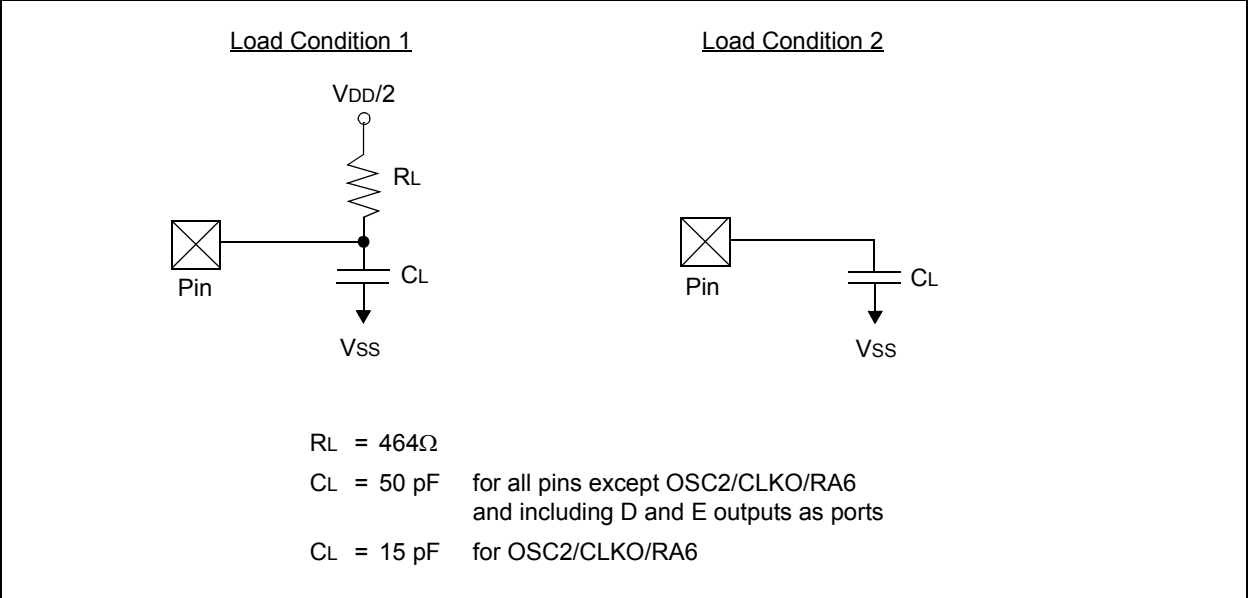 Load Condition 1
Load Condition 2
VDD/2
RL
Pin
CL
VSS
Pin
CL
VSS
RL = 464Ω
CL = 50 pF for all pins except OSC2/CLKO/RA6
and including D and E outputs as ports
CL = 15 pF for OSC2/CLKO/RA6